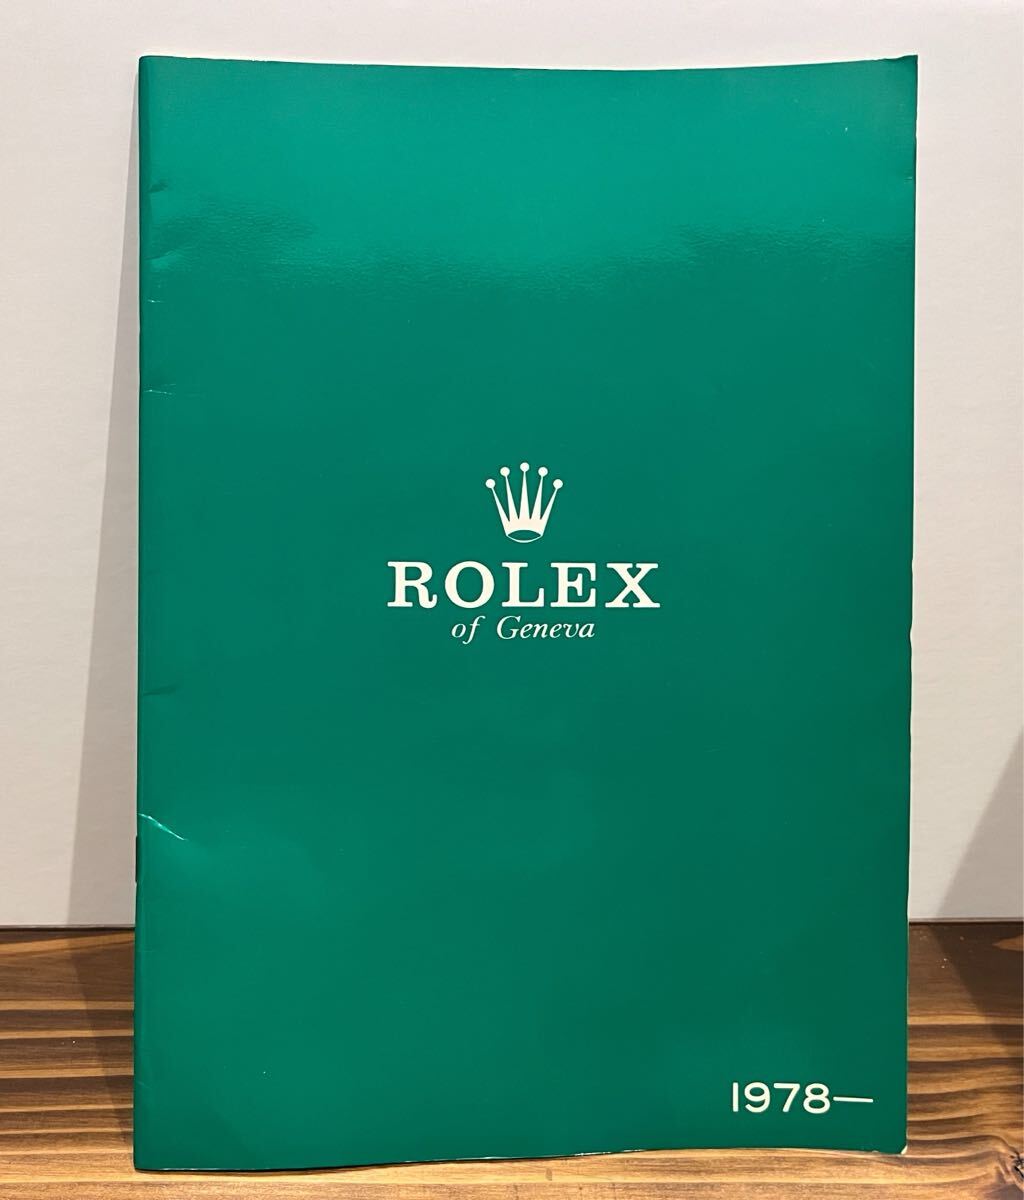 ROLEX
of Geneva
1978—